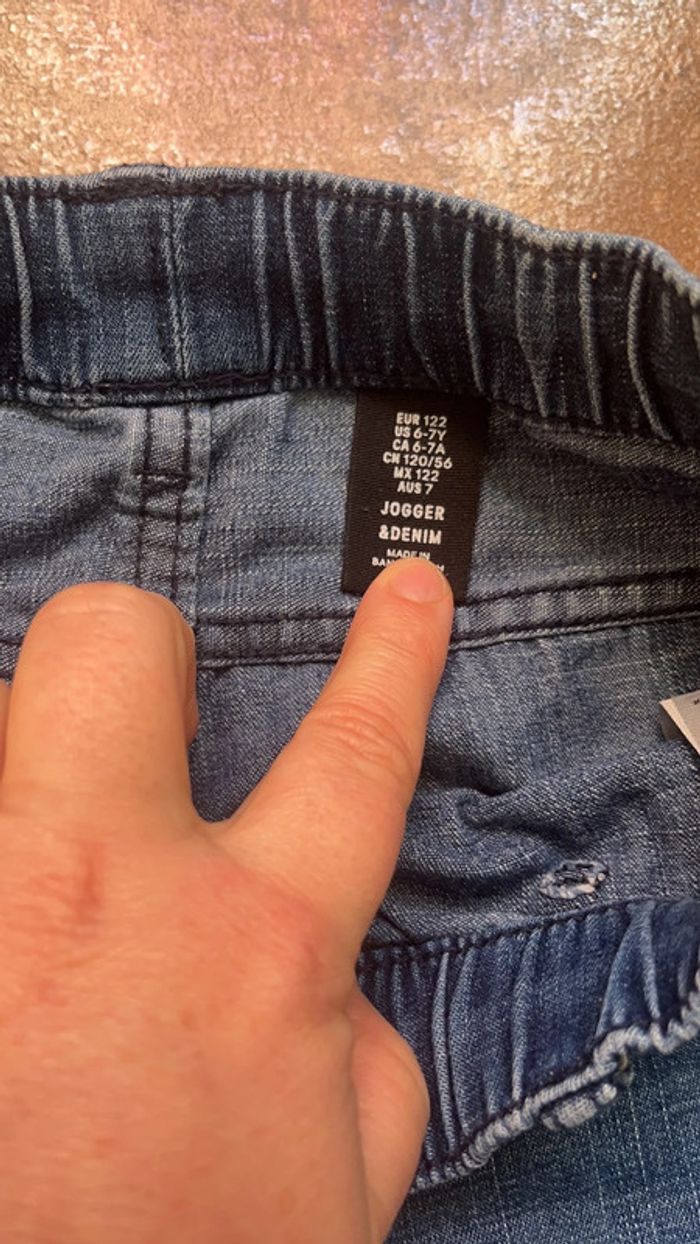 EUR 122
US 6-7Y
CA 6-7A
CN 120/56
MX 122
AUS 7
JOGGER
&DENIM
MADE IN